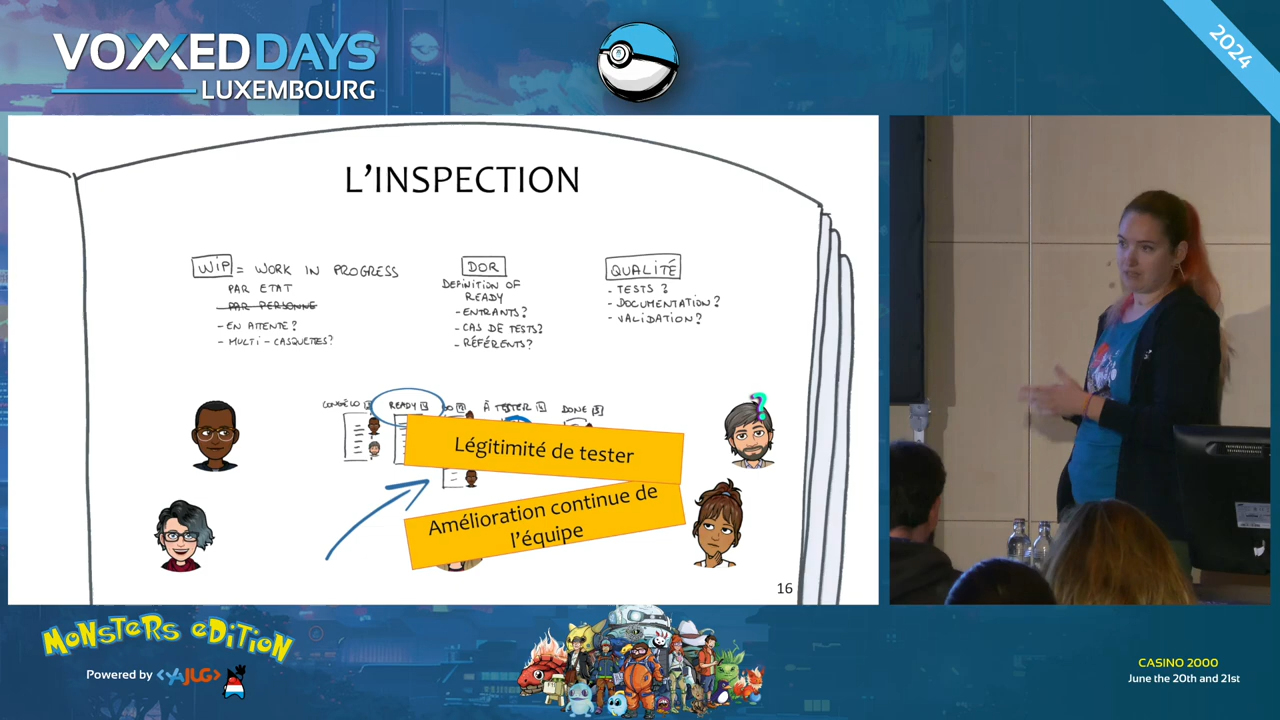 VOXXED DAYS
LUXEMBOURG
2024
L'INSPECTION
WIP = WORK IN PROGRESS
PAR ETAT
PAR PERSONNE
- EN ATTENTE?
- MULTI-CASQUETTES?
DOR
DEFINITION OF
READY
- ENTRANTS?
- CAS DE TESTS?
- RÉFÉRENTS?
QUALITÉ
- TESTS ?
- DOCUMENTATION?
- VALIDATION?
READY
À TESTER
DONE
Légitimité de tester
Amélioration continue de
l'équipe
16
MONSTERS EDITION
Powered by <YAJUG>
CASINO 2000
June the 20th and 21st